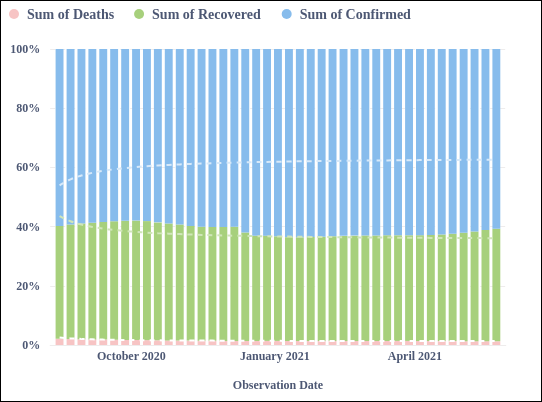 Sum of Deaths Sum of Recovered Sum of Confirmed
100%
80%
60%
40%
20%
0%
October 2020 January 2021 April 2021
Observation Date